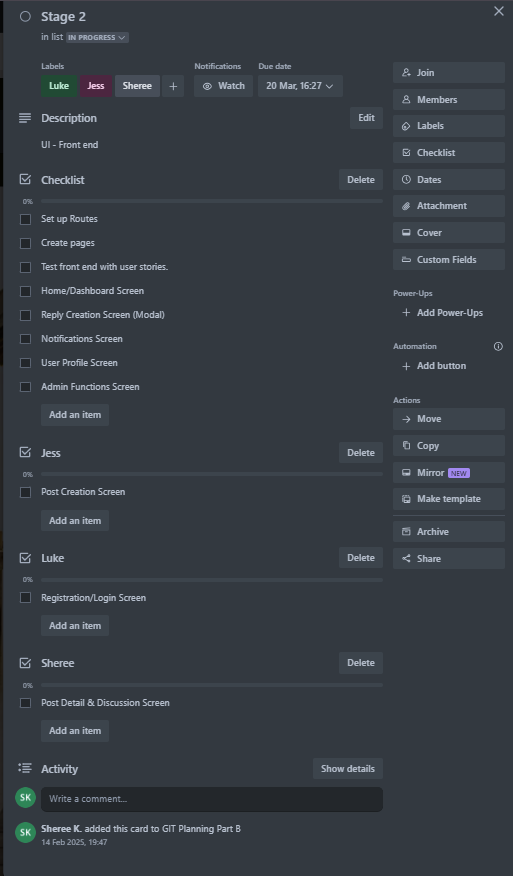 Stage 2
in list IN PROGRESS
Labels
Luke Jess Sheree
Notifications
Watch
Due date
20 Mar, 16:27
Description
Edit
UI - Front end
Checklist
Delete
0%
Set up Routes
Create pages
Test front end with user stories.
Home/Dashboard Screen
Reply Creation Screen (Modal)
Notifications Screen
User Profile Screen
Admin Functions Screen
Add an item
Jess
Delete
0%
Post Creation Screen
Add an item
Luke
Delete
0%
Registration/Login Screen
Add an item
Sheree
Delete
0%
Post Detail & Discussion Screen
Add an item
Activity
Show details
SK
Write a comment...
SK
Sheree K. added this card to GIT Planning Part B
14 Feb 2025, 19:47
Join
Members
Labels
Checklist
Dates
Attachment
Cover
Custom Fields
Power-Ups
Add Power-Ups
Automation
Add button
Actions
Move
Copy
Mirror NEW
Make template
Archive
Share